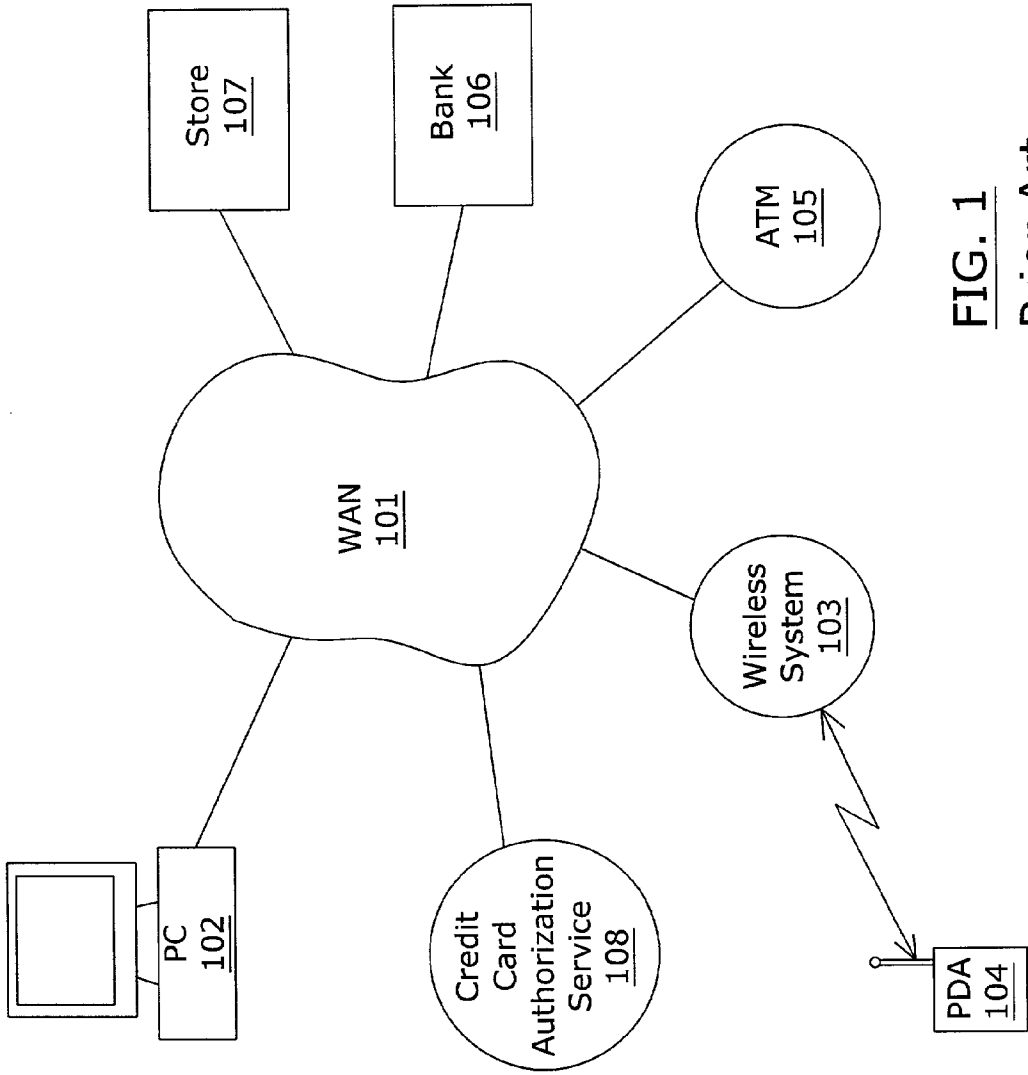 PC
102
Store
107
Bank
106
WAN
101
Credit
Card
Authorization
Service
108
Wireless
System
103
ATM
105
PDA
104
FIG. 1